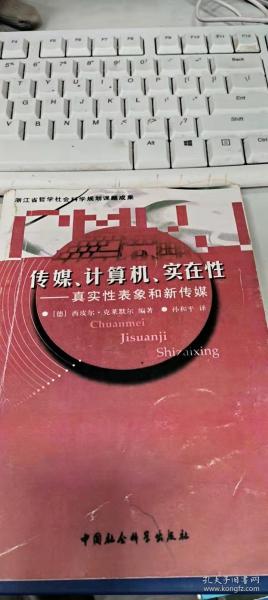 浙江省哲学社会科学规划课题成果
传媒、计算机、实在性
——真实性表象和新传媒
[德] 西皮尔·克莱默尔 编著
孙和平 译
Chuanmei
Jisuanji
Shizaixing
中国社会科学出版社
孔夫子旧书网
www.kongfz.com